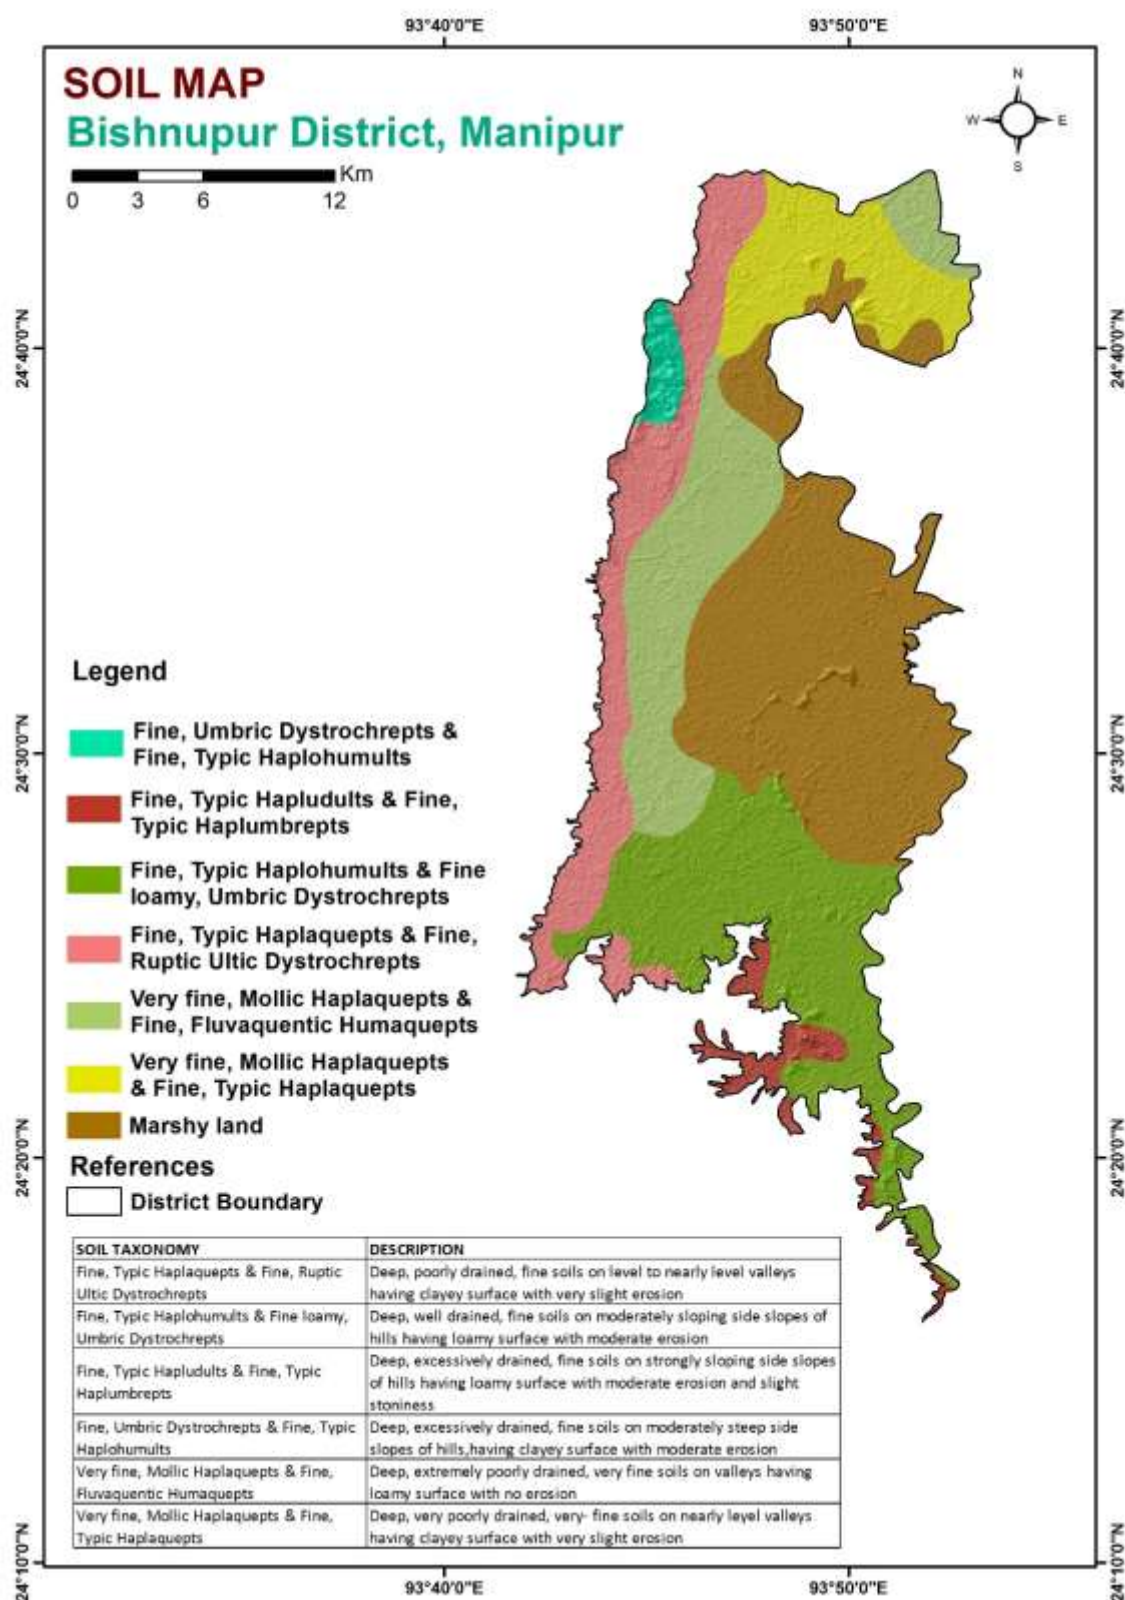 93°40'0"E 93°50'0"E
SOIL MAP
Bishnupur District, Manipur
Km
0 3 6 12
N
W E
S
24°40'0"N 24°40'0"N
24°30'0"N 24°30'0"N
24°20'0"N 24°20'0"N
24°10'0"N 24°10'0"N
Legend
Fine, Umbric Dystrochrepts &
Fine, Typic Haplohumults
Fine, Typic Hapludults & Fine,
Typic Haplumbrepts
Fine, Typic Haplohumults & Fine
loamy, Umbric Dystrochrepts
Fine, Typic Haplaquepts & Fine,
Ruptic Ultic Dystrochrepts
Very fine, Mollic Haplaquepts &
Fine, Fluvaquentic Humaquepts
Very fine, Mollic Haplaquepts
& Fine, Typic Haplaquepts
Marshy land
References
District Boundary
SOIL TAXONOMY DESCRIPTION
Fine, Typic Haplaquepts & Fine, Ruptic
Ultic Dystrochrepts
Deep, poorly drained, fine soils on level to nearly level valleys
having clayey surface with very slight erosion
Fine, Typic Haplohumults & Fine loamy,
Umbric Dystrochrepts
Deep, well drained, fine soils on moderately sloping side slopes of
hills having loamy surface with moderate erosion
Fine, Typic Hapludults & Fine, Typic
Haplumbrepts
Deep, excessively drained, fine soils on strongly sloping side slopes
of hills having loamy surface with moderate erosion and slight
stoniness
Fine, Umbric Dystrochrepts & Fine, Typic
Haplohumults
Deep, excessively drained, fine soils on moderately steep side
slopes of hills,having clayey surface with moderate erosion
Very fine, Mollic Haplaquepts & Fine,
Fluvaquentic Humaquepts
Deep, extremely poorly drained, very fine soils on valleys having
loamy surface with no erosion
Very fine, Mollic Haplaquepts & Fine,
Typic Haplaquepts
Deep, very poorly drained, very- fine soils on nearly level valleys
having clayey surface with very slight erosion
93°40'0"E 93°50'0"E